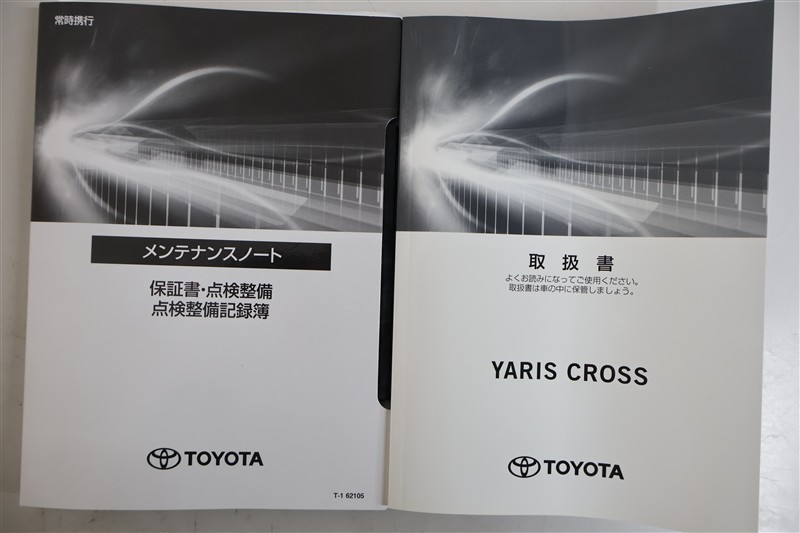 常時携行
メンテナンスノート
保証書・点検整備
点検整備記録簿
TOYOTA
T-1 62105
取扱書
よくお読みになってご使用ください。
取扱書は車の中に保管しましょう。
YARIS CROSS
TOYOTA